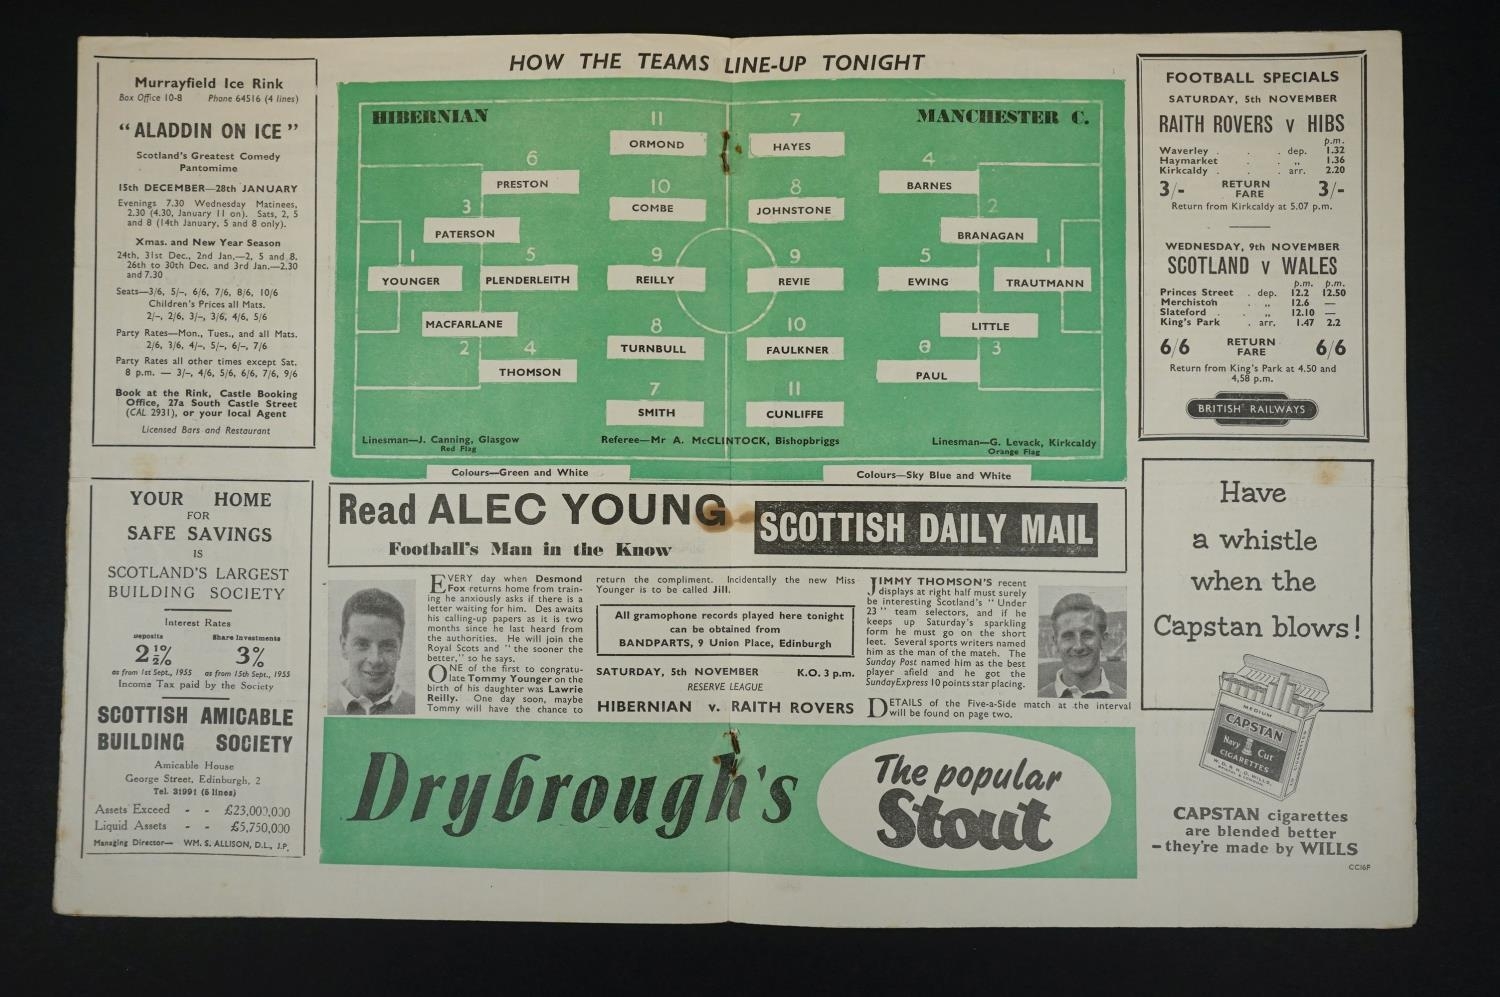 HOW THE TEAMS LINE-UP TONIGHT
Murrayfield Ice Rink
Box Office 10-8 Phone 64516 (4 lines)
"ALADDIN ON ICE"
Scotland's Greatest Comedy
Pantomime
15th DECEMBER—28th JANUARY
Evenings 7.30 Wednesday Matinees,
2.30 (4.30, January 11 on). Sats, 2, 5
and 8 (14th January, 5 and 8 only).
Xmas. and New Year Season
24th, 31st Dec., 2nd Jan.—2, 5 and 8.
26th to 30th Dec. and 3rd Jan.—2.30
and 7.30
Seats—3/6, 5/-, 6/6, 7/6, 8/6, 10/6
Children's Prices all Mats.
2/-, 2/6, 3/-, 3/6, 4/6, 5/6
Party Rates—Mon., Tues., and all Mats.
2/6, 3/6, 4/-, 5/-, 6/-, 7/6
Party Rates all other times except Sat.
8 p.m. — 3/-, 4/6, 5/6, 6/6, 7/6, 9/6
Book at the Rink, Castle Booking
Office, 27a South Castle Street
(CAL 2931), or your local Agent
Licensed Bars and Restaurant
YOUR HOME
FOR
SAFE SAVINGS
IS
SCOTLAND'S LARGEST
BUILDING SOCIETY
Interest Rates
Deposits Share Investments
2½% 3%
as from 1st Sept., 1955 as from 15th Sept., 1955
Income Tax paid by the Society
SCOTTISH AMICABLE
BUILDING SOCIETY
Amicable House
George Street, Edinburgh, 2
Tel. 31991 (6 lines)
Assets Exceed - - £23,000,000
Liquid Assets - - £5,750,000
Managing Director— WM. S. ALLISON, D.L., J.P.
HIBERNIAN MANCHESTER C.
11 7
ORMOND HAYES
6 4
PRESTON BARNES
10 8
COMBE JOHNSTONE
3 2
PATERSON BRANAGAN
1 5 9 9 5 1
YOUNGER PLENDERLEITH REILLY REVIE EWING TRAUTMANN
MACFARLANE LITTLE
2 3
8 10
TURNBULL FAULKNER
4 6
THOMSON PAUL
7 11
SMITH CUNLIFFE
Linesman—J. Canning, Glasgow Referee—Mr A. McCLINTOCK, Bishopbriggs Linesman—G. Levack, Kirkcaldy
Red Flag Orange Flag
Colours—Green and White Colours—Sky Blue and White
Read ALEC YOUNG
Football's Man in the Know
SCOTTISH DAILY MAIL
EVERY day when Desmond
Fox returns home from train-
ing he anxiously asks if there is a
letter waiting for him. Des awaits
his calling-up papers as it is two
months since he last heard from
the authorities. He will join the
Royal Scots and "the sooner the
better," so he says.
ONE of the first to congratu-
late Tommy Younger on the
birth of his daughter was Lawrie
Reilly. One day soon, maybe
Tommy will have the chance to
return the compliment. Incidentally the new Miss
Younger is to be called Jill.
All gramophone records played here tonight
can be obtained from
BANDPARTS, 9 Union Place, Edinburgh
SATURDAY, 5th NOVEMBER K.O. 3 p.m.
RESERVE LEAGUE
HIBERNIAN v. RAITH ROVERS
JIMMY THOMSON'S recent
displays at right half must surely
be interesting Scotland's "Under
23" team selectors, and if he
keeps up Saturday's sparkling
form he must go on the short
leet. Several sports writers named
him as the man of the match. The
Sunday Post named him as the best
player afield and he got the
Sunday Express 10 points star placing.
DETAILS of the Five-a-Side match at the interval
will be found on page two.
Drybrough's
The popular
Stout
FOOTBALL SPECIALS
SATURDAY, 5th NOVEMBER
RAITH ROVERS v HIBS
p.m.
Waverley . . . dep. 1.32
Haymarket . . „ 1.36
Kirkcaldy . . . arr. 2.20
3/- RETURN FARE 3/-
Return from Kirkcaldy at 5.07 p.m.
WEDNESDAY, 9th NOVEMBER
SCOTLAND v WALES
p.m. p.m.
Princes Street . dep. 12.2 12.50
Merchiston . „ 12.6 —
Slateford . . „ 12.10 —
King's Park . arr. 1.47 2.2
6/6 RETURN FARE 6/6
Return from King's Park at 4.50 and
4.58 p.m.
BRITISH RAILWAYS
Have
a whistle
when the
Capstan blows!
MEDIUM
CAPSTAN
Navy Cut
CIGARETTES
W.D. & H.O. WILLS.
CAPSTAN cigarettes
are blended better
—they're made by WILLS
CC16F